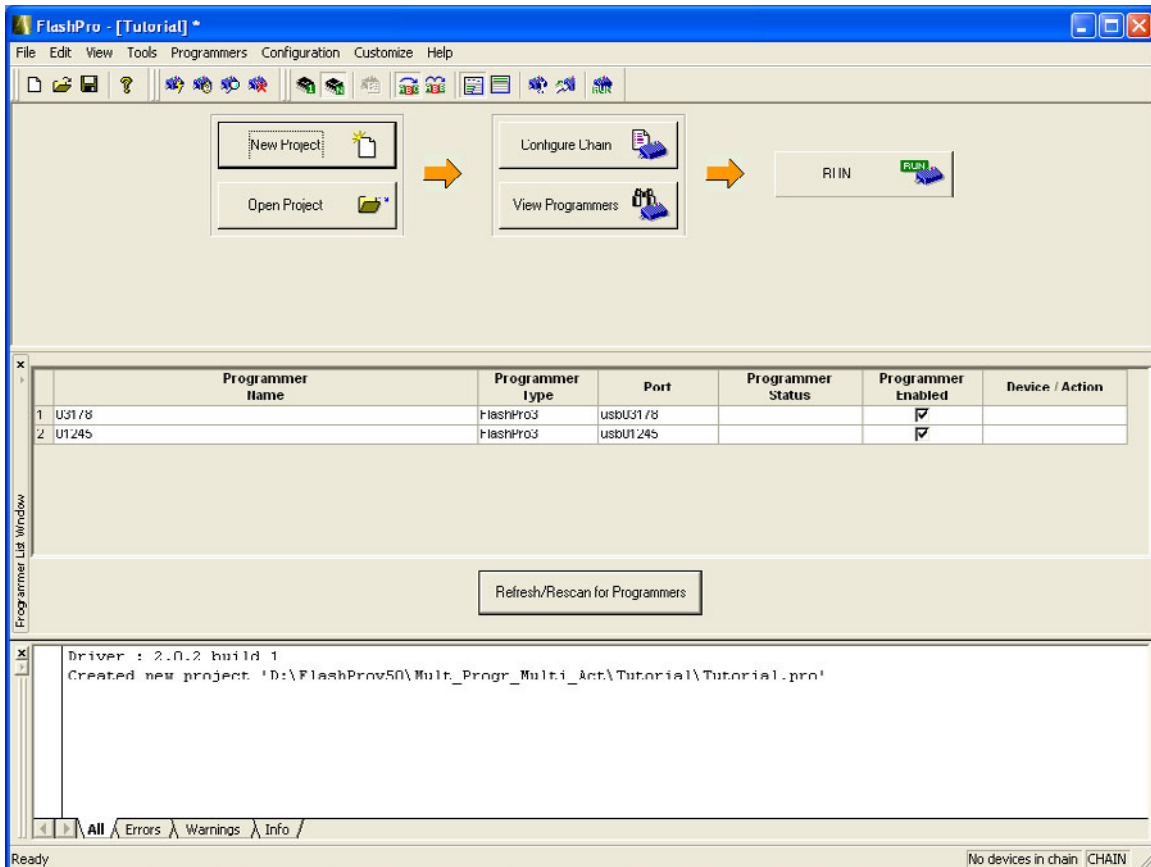 FlashPro - [Tutorial] *
File Edit View Tools Programmers Configuration Customize Help
New Project
Configure Chain
RUN
RUN
Open Project
View Programmers
Programmer Name
Programmer Type
Port
Programmer Status
Programmer Enabled
Device / Action
1 03178 FlashPro3 usb03178
2 01245 FlashPro3 usb01245
Programmer List Window
Refresh/Rescan for Programmers
Driver : 2.0.2 build 1
Created new project 'D:\FlashProv50\Mult_Progr_Multi_Act\Tutorial\Tutorial.pro'
All Errors Warnings Info
Ready
No devices in chain CHAIN